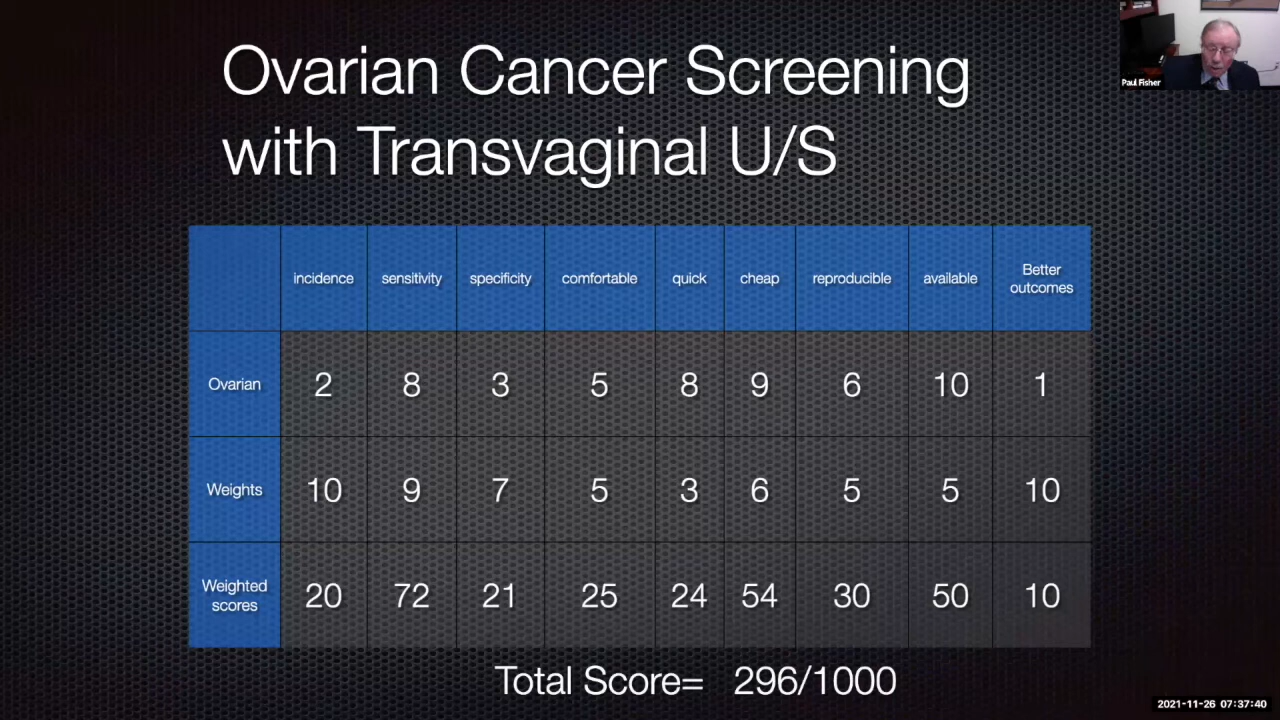 Ovarian Cancer Screening
with Transvaginal U/S
Paul Fisher
incidence sensitivity specificity comfortable quick cheap reproducible available Better outcomes
Ovarian 2 8 3 5 8 9 6 10 1
Weights 10 9 7 5 3 6 5 5 10
Weighted scores 20 72 21 25 24 54 30 50 10
Total Score= 296/1000
2021-11-26 07:37:40